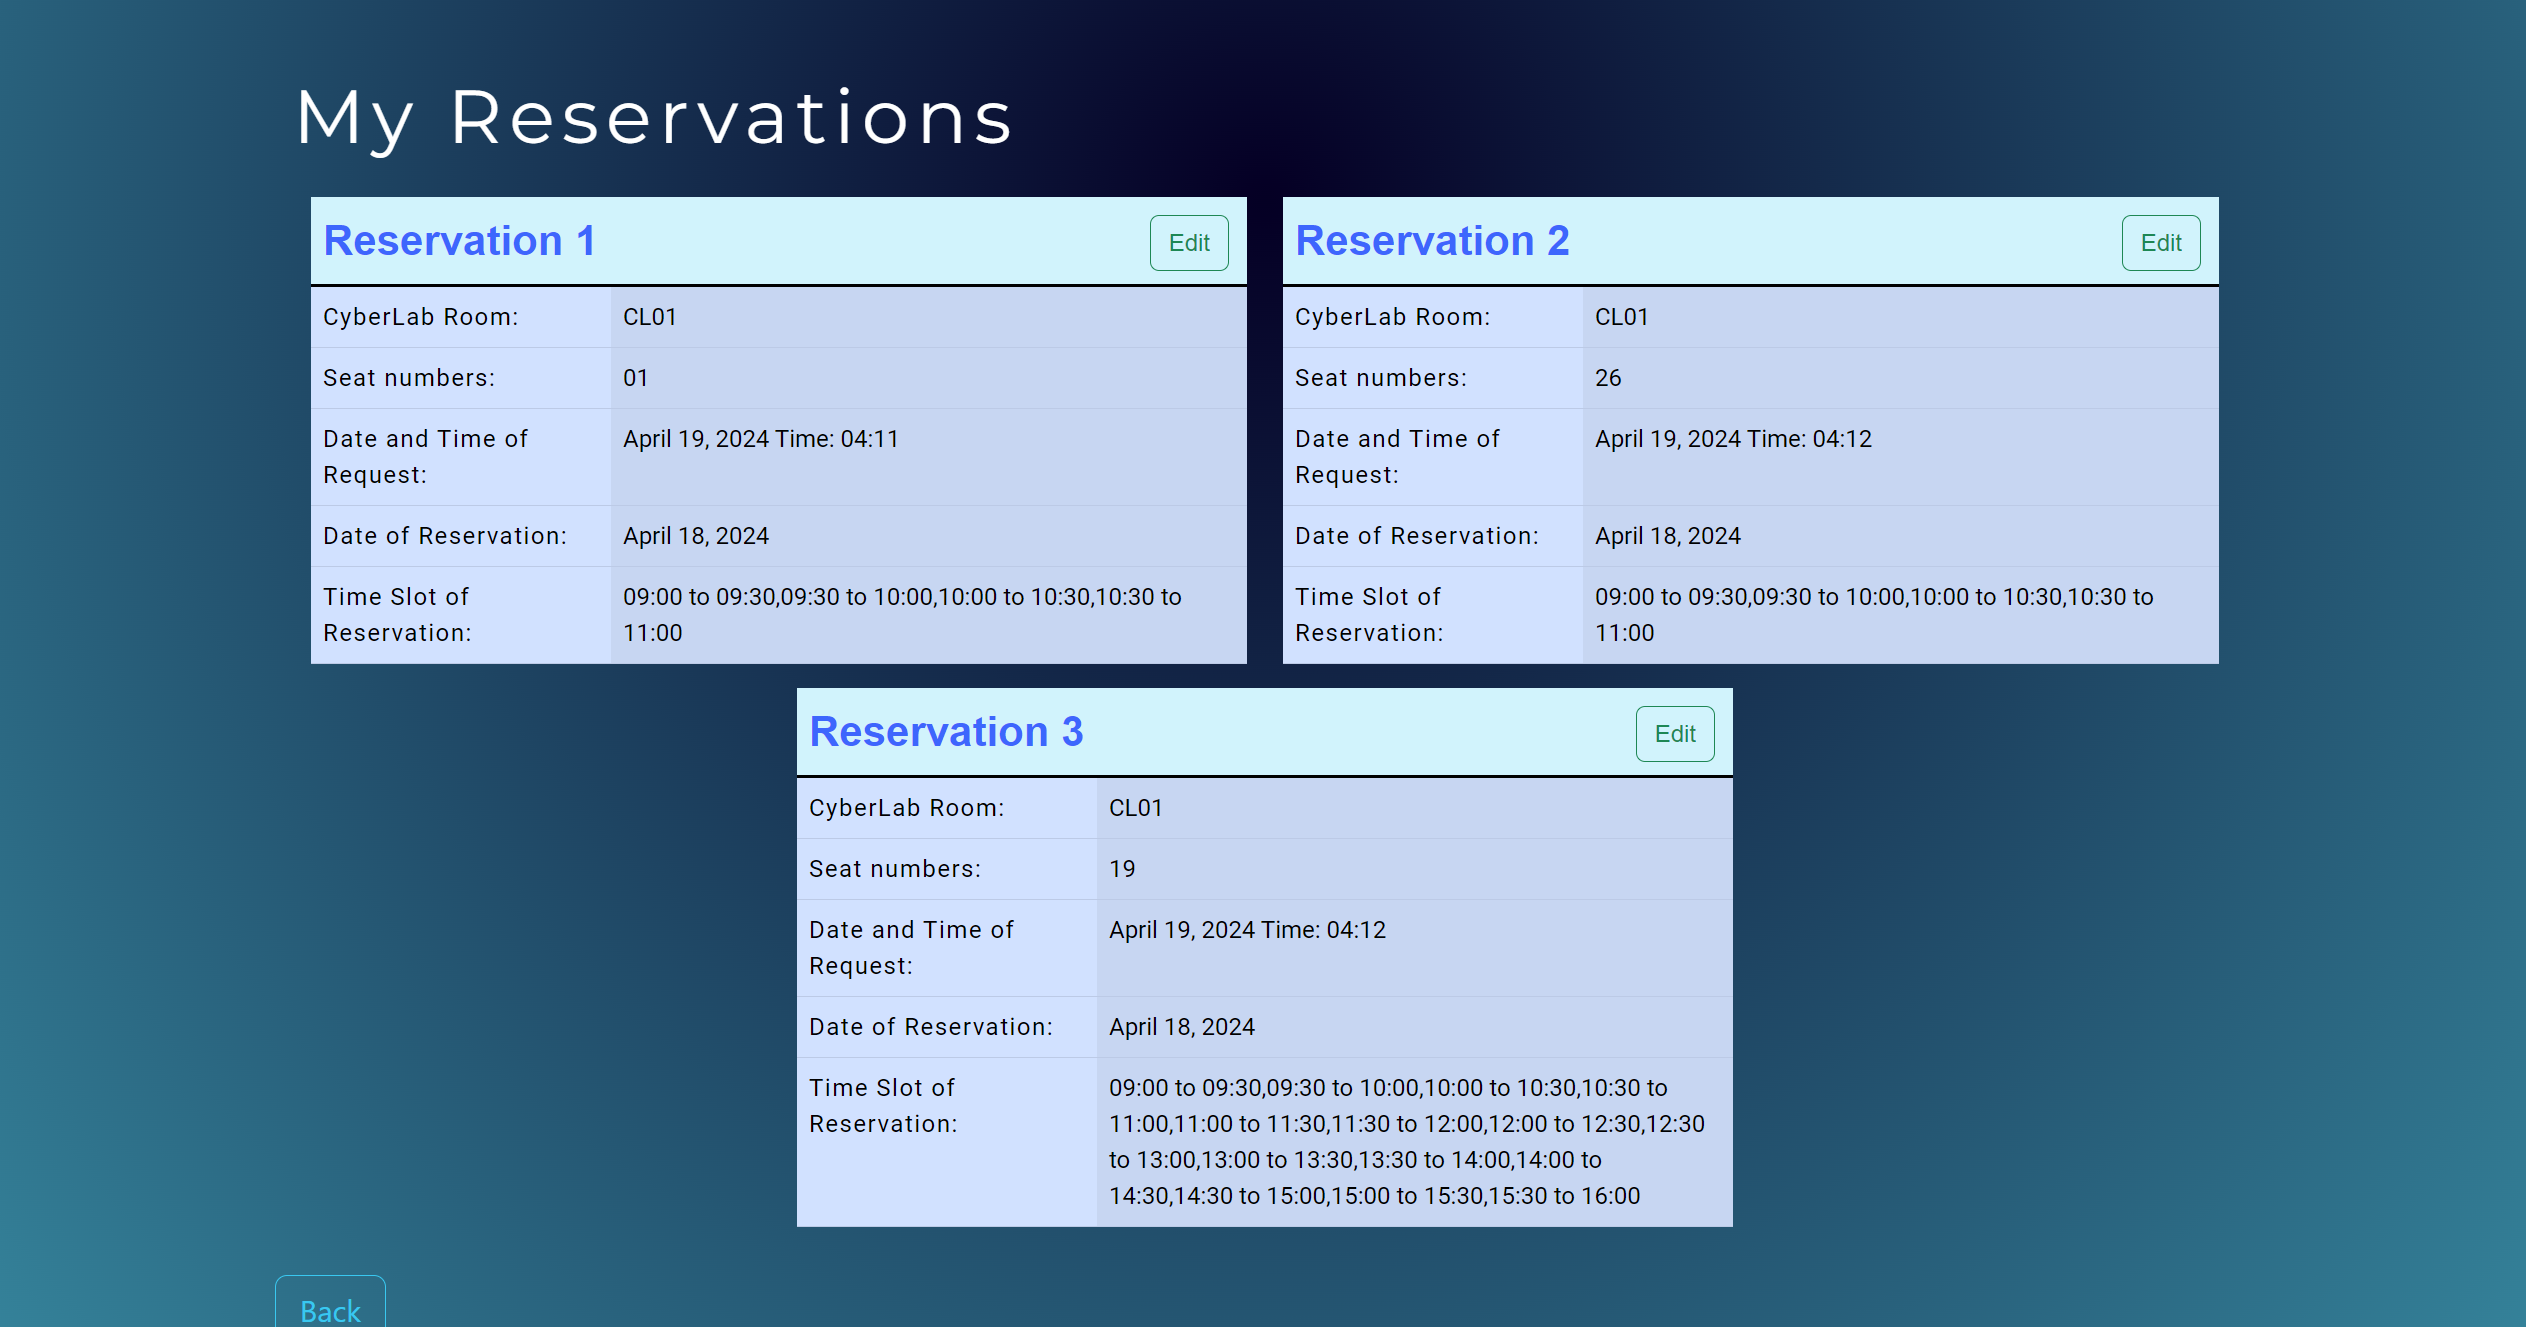 My Reservations
Reservation 1
Edit
CyberLab Room:
CL01
Seat numbers:
01
Date and Time of
Request:
April 19, 2024 Time: 04:11
Date of Reservation:
April 18, 2024
Time Slot of
Reservation:
09:00 to 09:30,09:30 to 10:00,10:00 to 10:30,10:30 to
11:00
Reservation 2
Edit
CyberLab Room:
CL01
Seat numbers:
26
Date and Time of
Request:
April 19, 2024 Time: 04:12
Date of Reservation:
April 18, 2024
Time Slot of
Reservation:
09:00 to 09:30,09:30 to 10:00,10:00 to 10:30,10:30 to
11:00
Reservation 3
Edit
CyberLab Room:
CL01
Seat numbers:
19
Date and Time of
Request:
April 19, 2024 Time: 04:12
Date of Reservation:
April 18, 2024
Time Slot of
Reservation:
09:00 to 09:30,09:30 to 10:00,10:00 to 10:30,10:30 to
11:00,11:00 to 11:30,11:30 to 12:00,12:00 to 12:30,12:30
to 13:00,13:00 to 13:30,13:30 to 14:00,14:00 to
14:30,14:30 to 15:00,15:00 to 15:30,15:30 to 16:00
Back